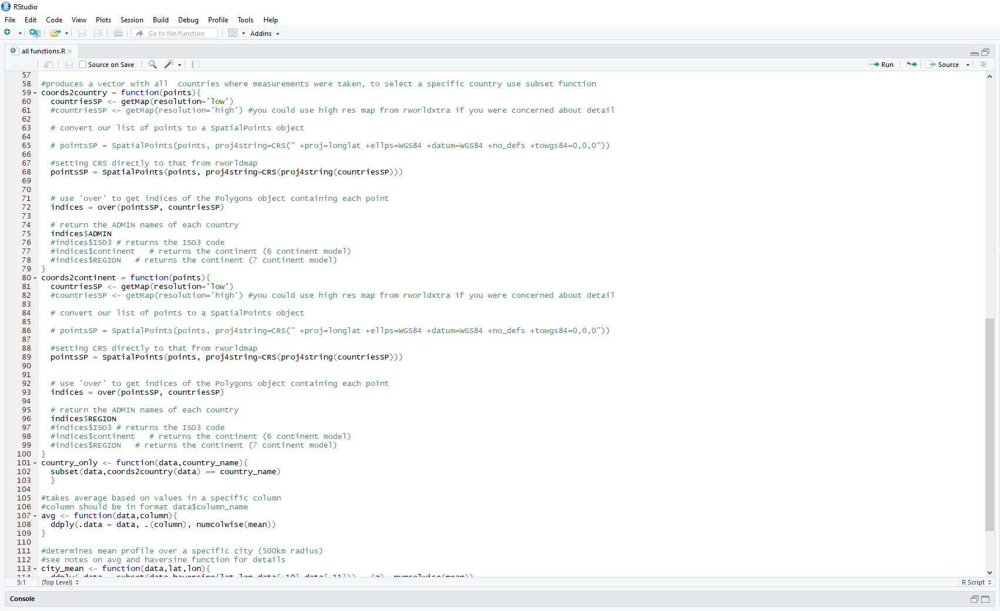 RStudio
File Edit Code View Plots Session Build Debug Profile Tools Help
Go to file/function Addins
all functions.R
Source on Save Run Source
57
58 #produces a vector with all  countries where measurements were taken, to select a specific country use subset function
59 coords2country = function(points){
60   countriesSP <- getMap(resolution='low')
61   #countriesSP <- getMap(resolution='high') #you could use high res map from rworldxtra if you were concerned about detail
62
63   # convert our list of points to a SpatialPoints object
64
65   # pointsSP = SpatialPoints(points, proj4string=CRS(" +proj=longlat +ellps=WGS84 +datum=WGS84 +no_defs +towgs84=0,0,0"))
66
67   #setting CRS directly to that from rworldmap
68   pointsSP = SpatialPoints(points, proj4string=CRS(proj4string(countriesSP)))
69
70
71   # use 'over' to get indices of the Polygons object containing each point
72   indices = over(pointsSP, countriesSP)
73
74   # return the ADMIN names of each country
75   indices$ADMIN
76   #indices$ISO3 # returns the ISO3 code
77   #indices$continent   # returns the continent (6 continent model)
78   #indices$REGION   # returns the continent (7 continent model)
79 }
80 coords2continent = function(points){
81   countriesSP <- getMap(resolution='low')
82   #countriesSP <- getMap(resolution='high') #you could use high res map from rworldxtra if you were concerned about detail
83
84   # convert our list of points to a SpatialPoints object
85
86   # pointsSP = SpatialPoints(points, proj4string=CRS(" +proj=longlat +ellps=WGS84 +datum=WGS84 +no_defs +towgs84=0,0,0"))
87
88   #setting CRS directly to that from rworldmap
89   pointsSP = SpatialPoints(points, proj4string=CRS(proj4string(countriesSP)))
90
91
92   # use 'over' to get indices of the Polygons object containing each point
93   indices = over(pointsSP, countriesSP)
94
95   # return the ADMIN names of each country
96   indices$REGION
97   #indices$ISO3 # returns the ISO3 code
98   #indices$continent   # returns the continent (6 continent model)
99   #indices$REGION   # returns the continent (7 continent model)
100 }
101 country_only <- function(data,country_name){
102   subset(data,coords2country(data) == country_name)
103   }
104
105 #takes average based on values in a specific column
106 #column should be in format data$column_name
107 avg <- function(data,column){
108   ddply(.data = data, .(column), numcolwise(mean))
109 }
110
111 #determines mean profile over a specific city (500km radius)
112 #see notes on avg and haversine function for details
113 city_mean <- function(data,lat,lon){
5:1 (Top Level) R Script
Console